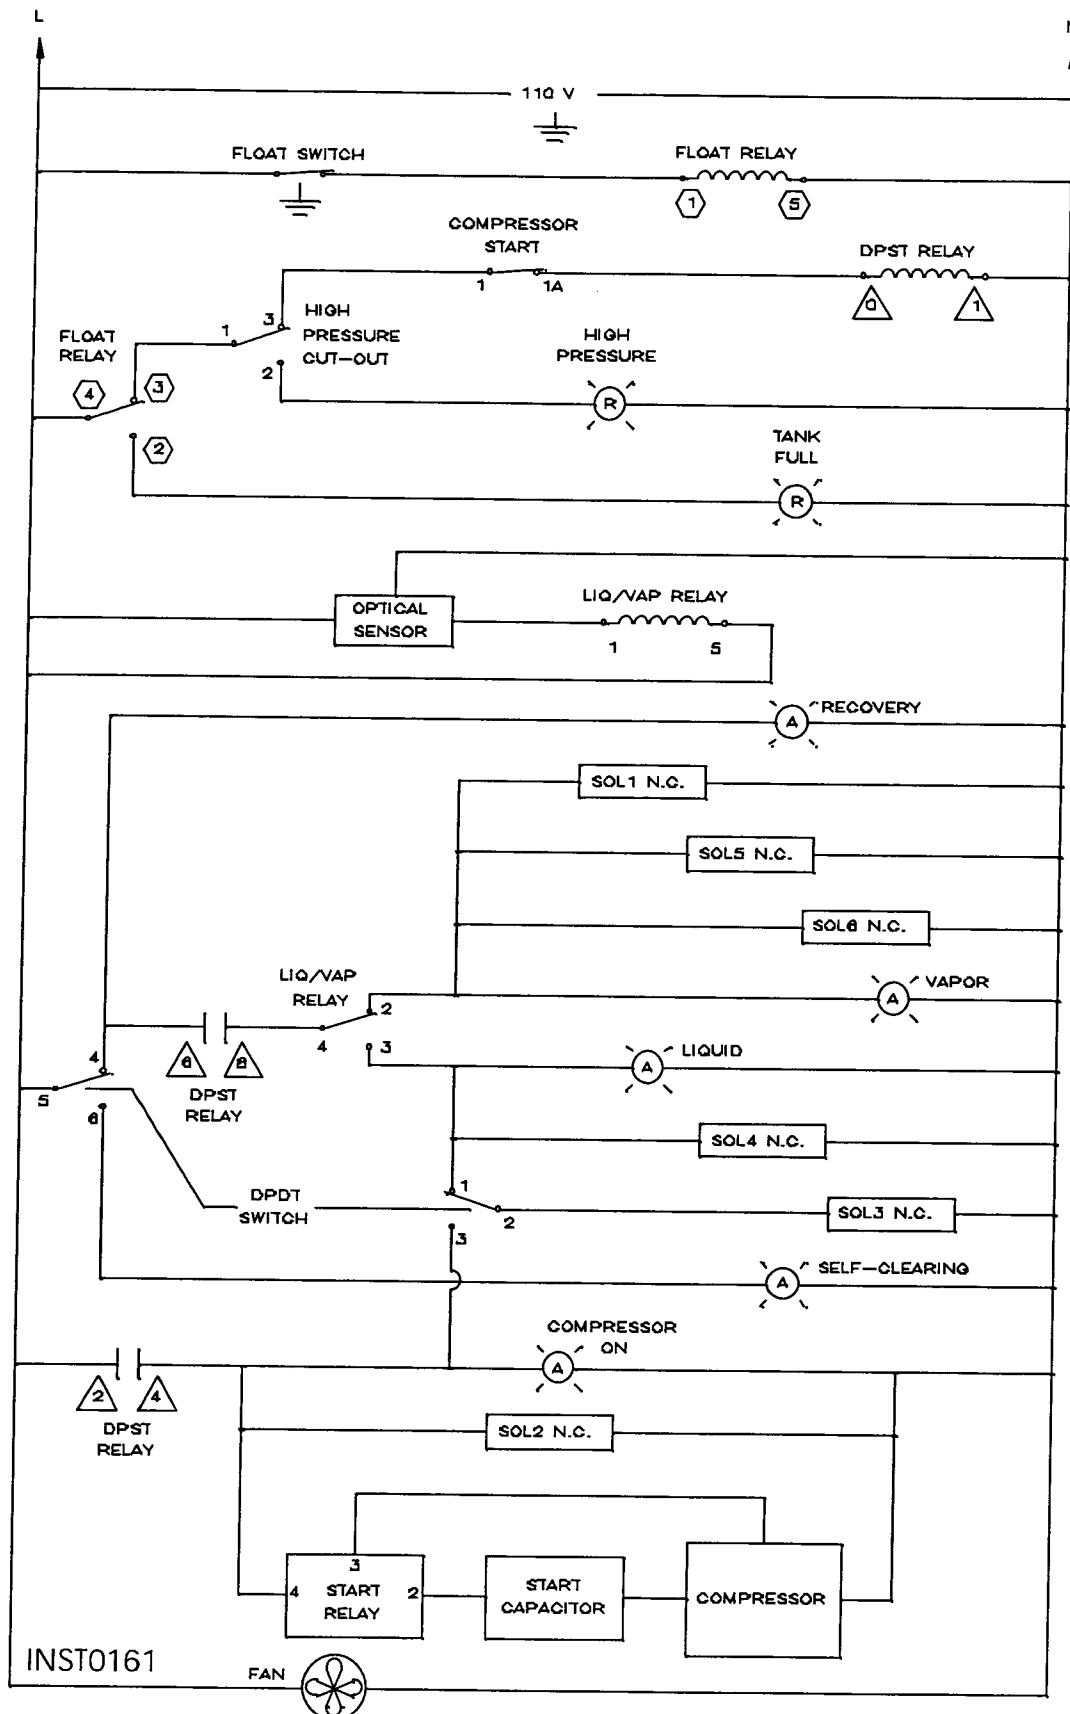 L
N
110 V
FLOAT SWITCH
FLOAT RELAY
1
5
COMPRESSOR
START
1
1A
DPST RELAY
0
1
FLOAT
RELAY
4
3
2
1
3
2
HIGH
PRESSURE
CUT-OUT
HIGH
PRESSURE
R
TANK
FULL
R
OPTICAL
SENSOR
LIQ/VAP RELAY
1
5
A
RECOVERY
SOL1 N.C.
SOL5 N.C.
SOL6 N.C.
LIQ/VAP
RELAY
2
4
3
A
VAPOR
A
LIQUID
4
5
6
6
8
DPST
RELAY
SOL4 N.C.
DPDT
SWITCH
1
2
3
SOL3 N.C.
A
SELF-CLEARING
COMPRESSOR
ON
A
2
4
DPST
RELAY
SOL2 N.C.
3
4
START
RELAY
2
START
CAPACITOR
COMPRESSOR
INST0161
FAN